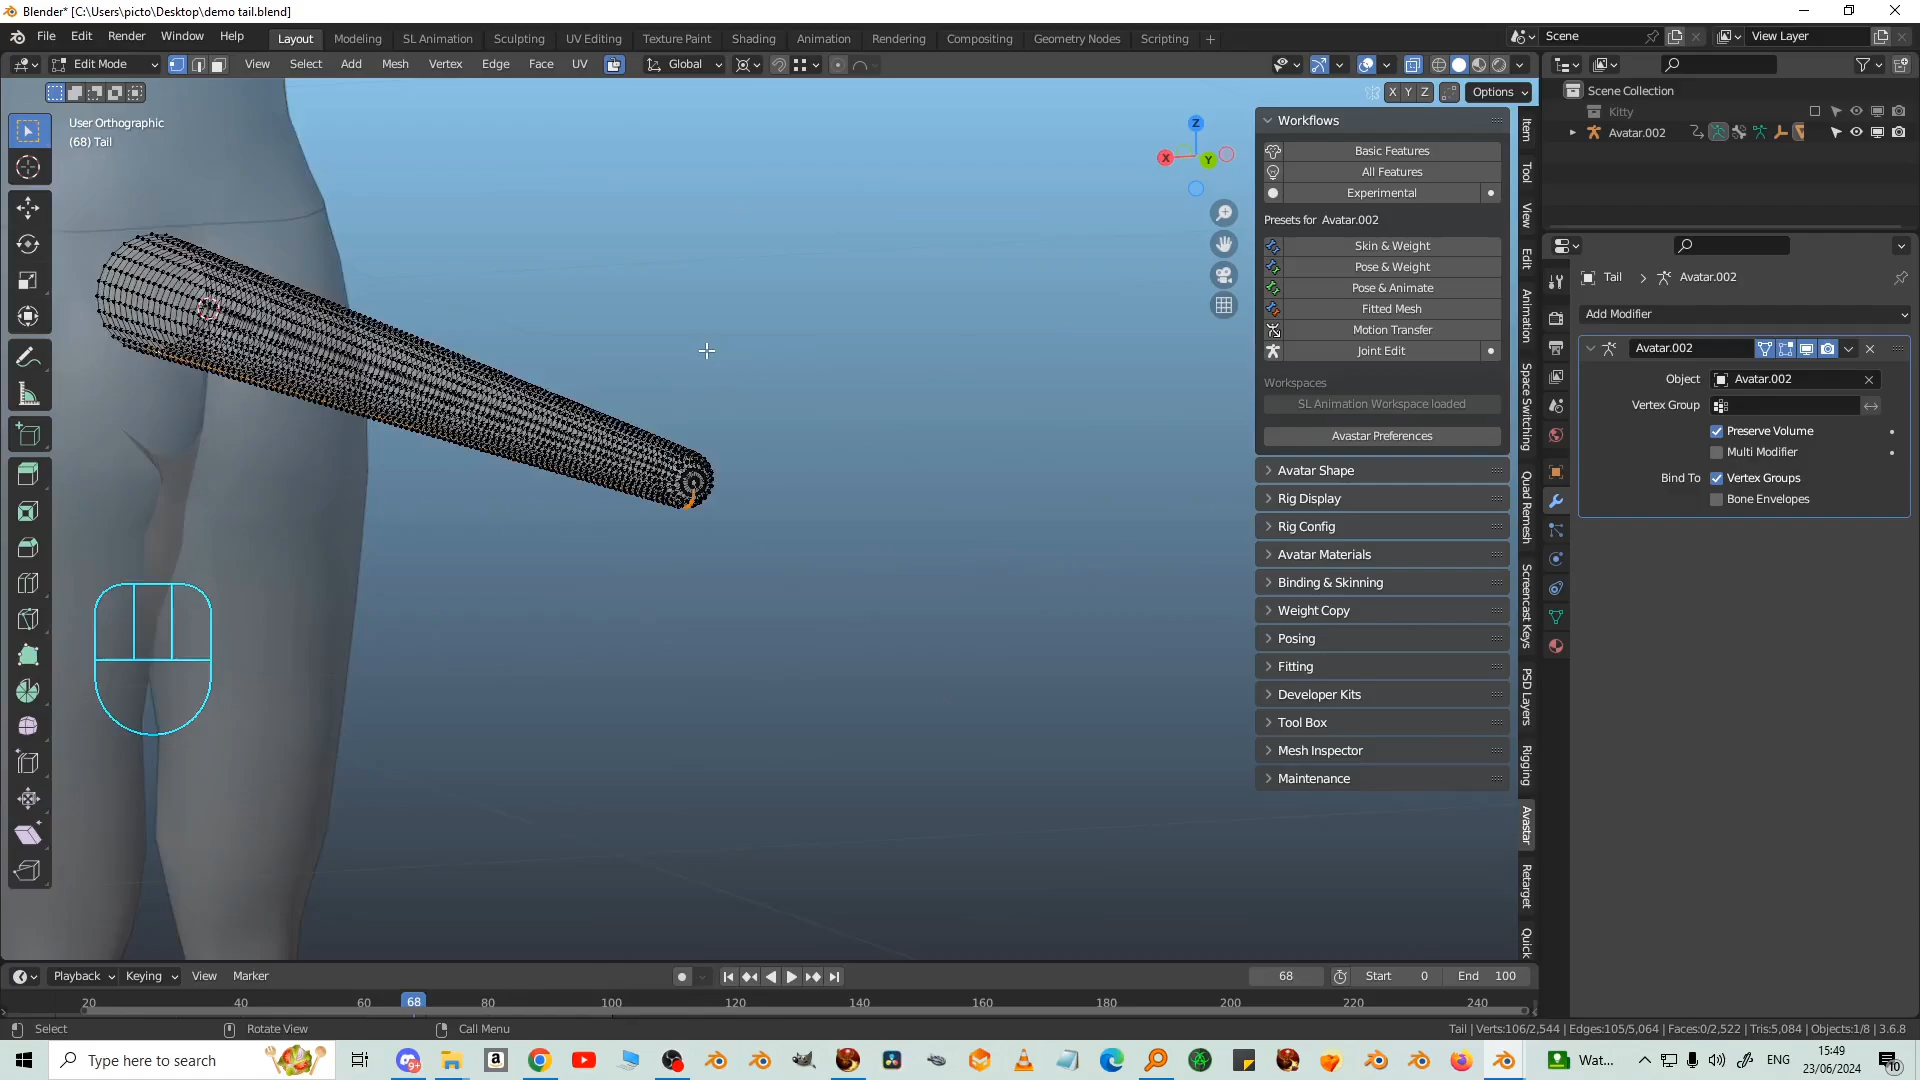 Blender* [C:\Users\picto\Desktop\demo tail.blend]
File Edit Render Window Help Layout Modeling SL Animation Sculpting UV Editing Texture Paint Shading Animation Rendering Compositing Geometry Nodes Scripting + Scene View Layer
Edit Mode View Select Add Mesh Vertex Edge Face UV Global
X Y Z Options
User Orthographic
(68) Tail
Z
X
Y
Workflows
Basic Features
All Features
Experimental
Presets for Avatar.002
Skin & Weight
Pose & Weight
Pose & Animate
Fitted Mesh
Motion Transfer
Joint Edit
Workspaces
SL Animation Workspace loaded
Avastar Preferences
Avatar Shape
Rig Display
Rig Config
Avatar Materials
Binding & Skinning
Weight Copy
Posing
Fitting
Developer Kits
Tool Box
Mesh Inspector
Maintenance
Item
Tool
View
Edit
Animation
Space Switching
Quad Remesh
Screencast Keys
PSD Layers
Rigging
Avastar
Retarget
Quick
Scene Collection
Kitty
Avatar.002
Tail > Avatar.002
Add Modifier
Avatar.002
Object Avatar.002
Vertex Group
Preserve Volume
Multi Modifier
Bind To Vertex Groups
Bone Envelopes
Playback Keying View Marker 68 Start 0 End 100
20 40 60 68 80 100 120 140 160 180 200 220 240
Select Rotate View Call Menu Tail | Verts:106/2,544 | Edges:105/5,064 | Faces:0/2,522 | Tris:5,084 | Objects:1/8 | 3.6.8
Type here to search Wat... ENG 15:49
23/06/2024 10